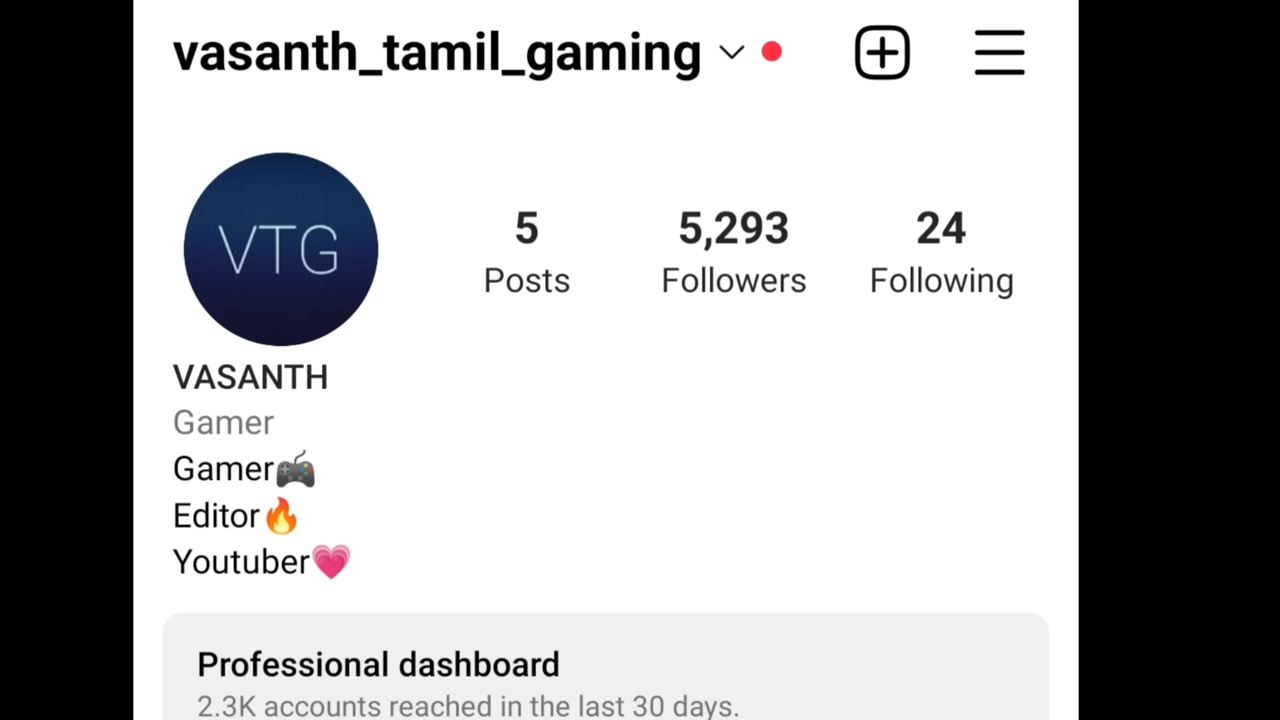 vasanth_tamil_gaming
VTG
5 5,293 24
Posts Followers Following
VASANTH
Gamer
Gamer🎮
Editor🔥
Youtuber💗
Professional dashboard
2.3K accounts reached in the last 30 days.